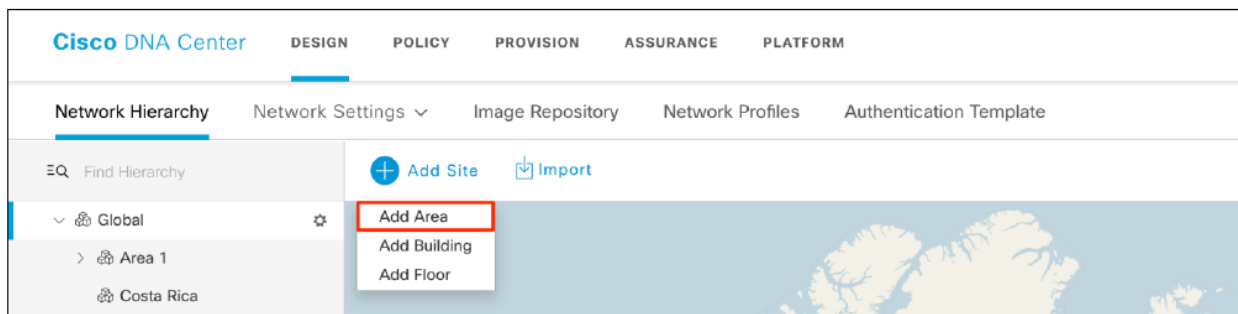 Cisco DNA Center DESIGN POLICY PROVISION ASSURANCE PLATFORM
Network Hierarchy Network Settings Image Repository Network Profiles Authentication Template
Find Hierarchy Add Site Import
Global Add Area
Add Building
Area 1
Add Floor
Costa Rica